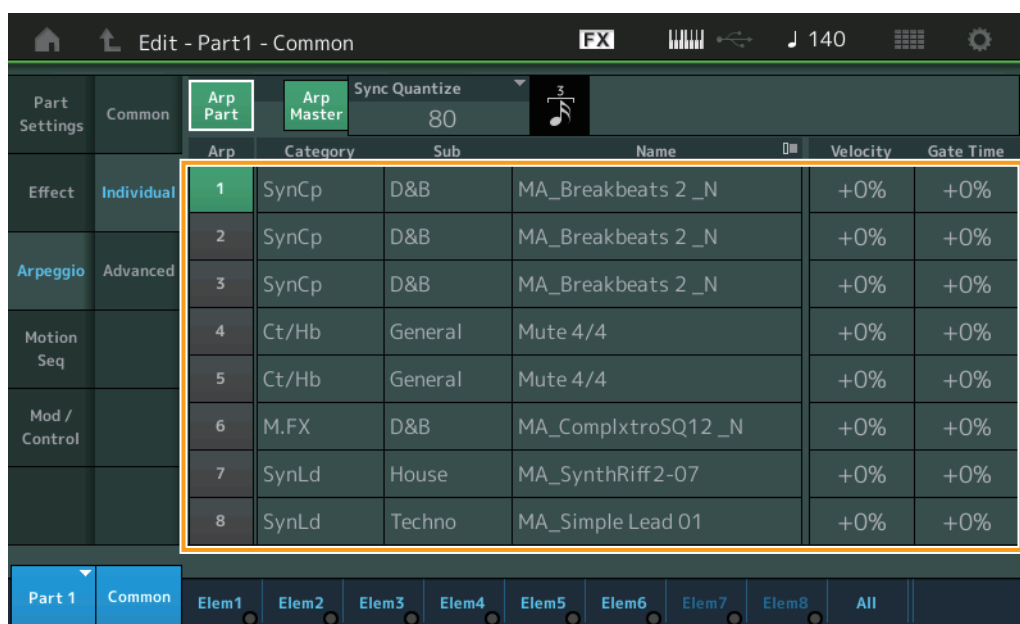 Edit - Part1 - Common FX 140
Part Settings Common Arp Part Arp Master Sync Quantize 80 3
Arp Category Sub Name Velocity Gate Time
Effect Individual 1 SynCp D&B MA_Breakbeats 2 _N +0% +0%
2 SynCp D&B MA_Breakbeats 2 _N +0% +0%
Arpeggio Advanced 3 SynCp D&B MA_Breakbeats 2 _N +0% +0%
Motion Seq 4 Ct/Hb General Mute 4/4 +0% +0%
5 Ct/Hb General Mute 4/4 +0% +0%
Mod / Control 6 M.FX D&B MA_ComplxtroSQ12 _N +0% +0%
7 SynLd House MA_SynthRiff2-07 +0% +0%
8 SynLd Techno MA_Simple Lead 01 +0% +0%
Part 1 Common Elem1 Elem2 Elem3 Elem4 Elem5 Elem6 Elem7 Elem8 All